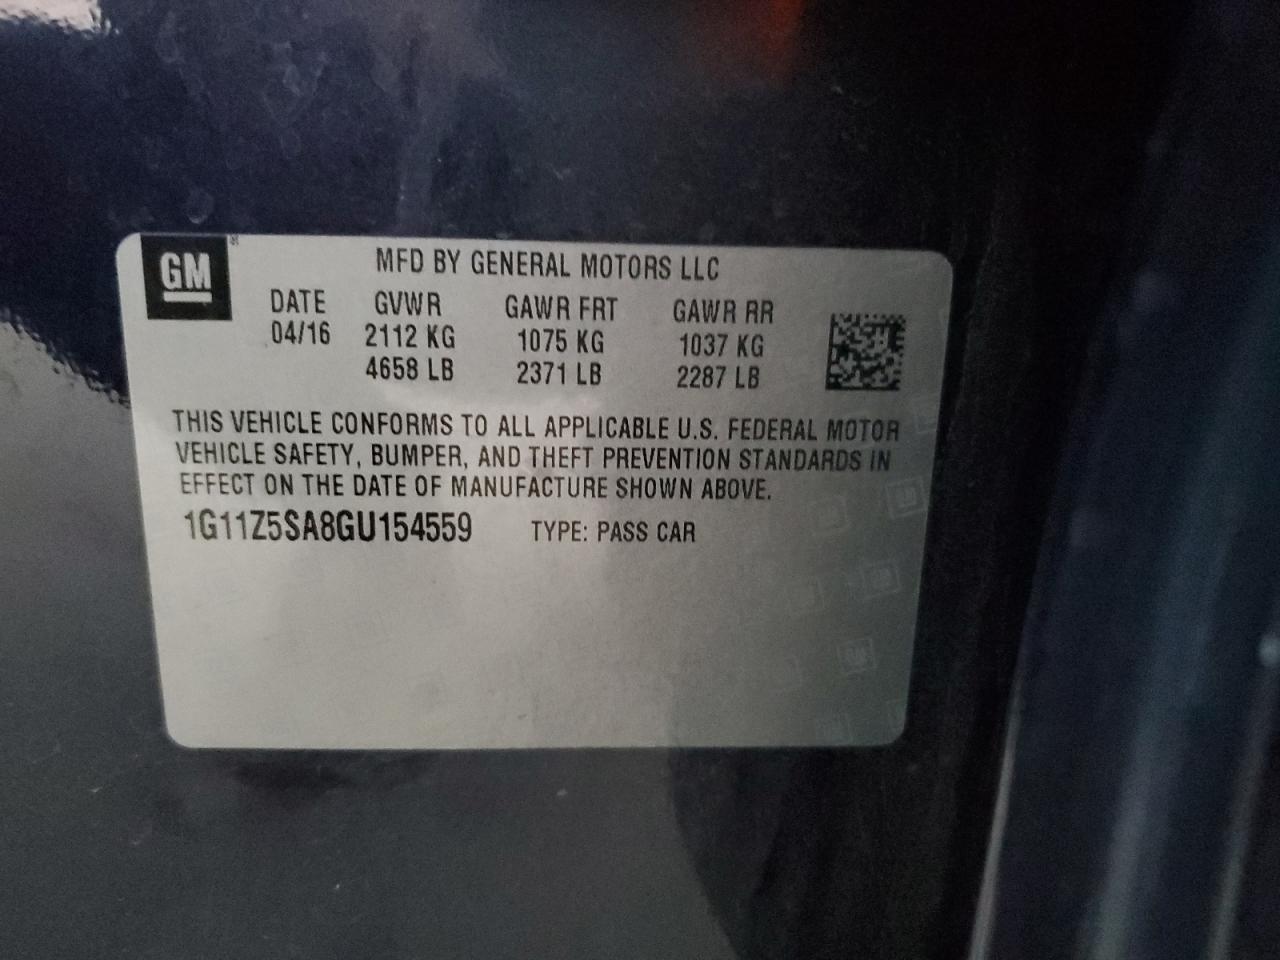 GM
MFD BY GENERAL MOTORS LLC
DATE GVWR GAWR FRT GAWR RR
04/16 2112 KG 1075 KG 1037 KG
4658 LB 2371 LB 2287 LB
THIS VEHICLE CONFORMS TO ALL APPLICABLE U.S. FEDERAL MOTOR
VEHICLE SAFETY, BUMPER, AND THEFT PREVENTION STANDARDS IN
EFFECT ON THE DATE OF MANUFACTURE SHOWN ABOVE.
1G11Z5SA8GU154559 TYPE: PASS CAR